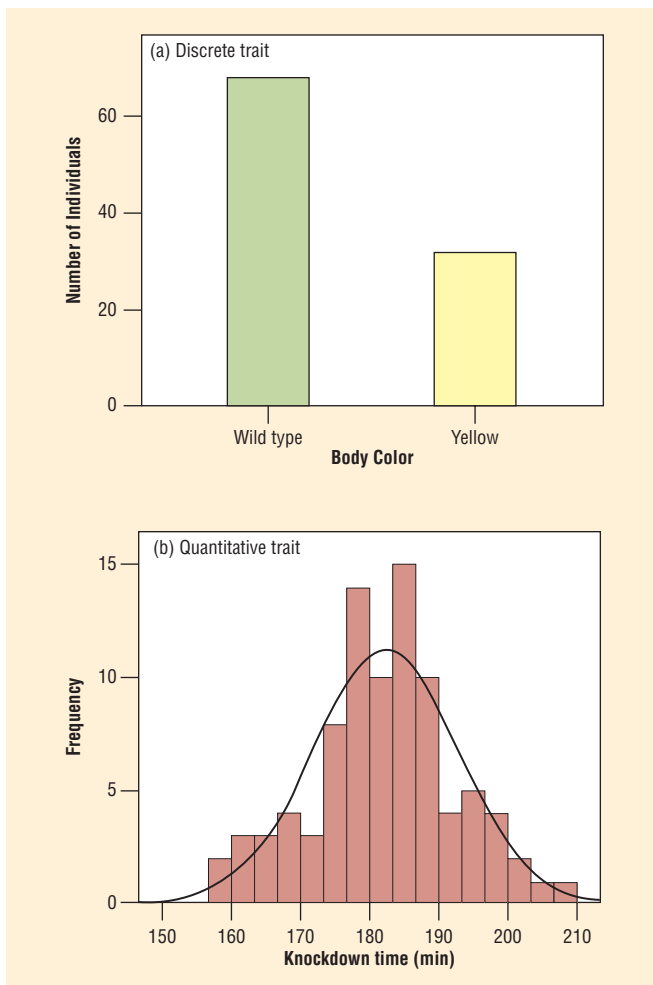 (a) Discrete trait
60
40
20
0
Number of Individuals
Wild type
Yellow
Body Color
(b) Quantitative trait
15
10
5
0
Frequency
150 160 170 180 190 200 210
Knockdown time (min)